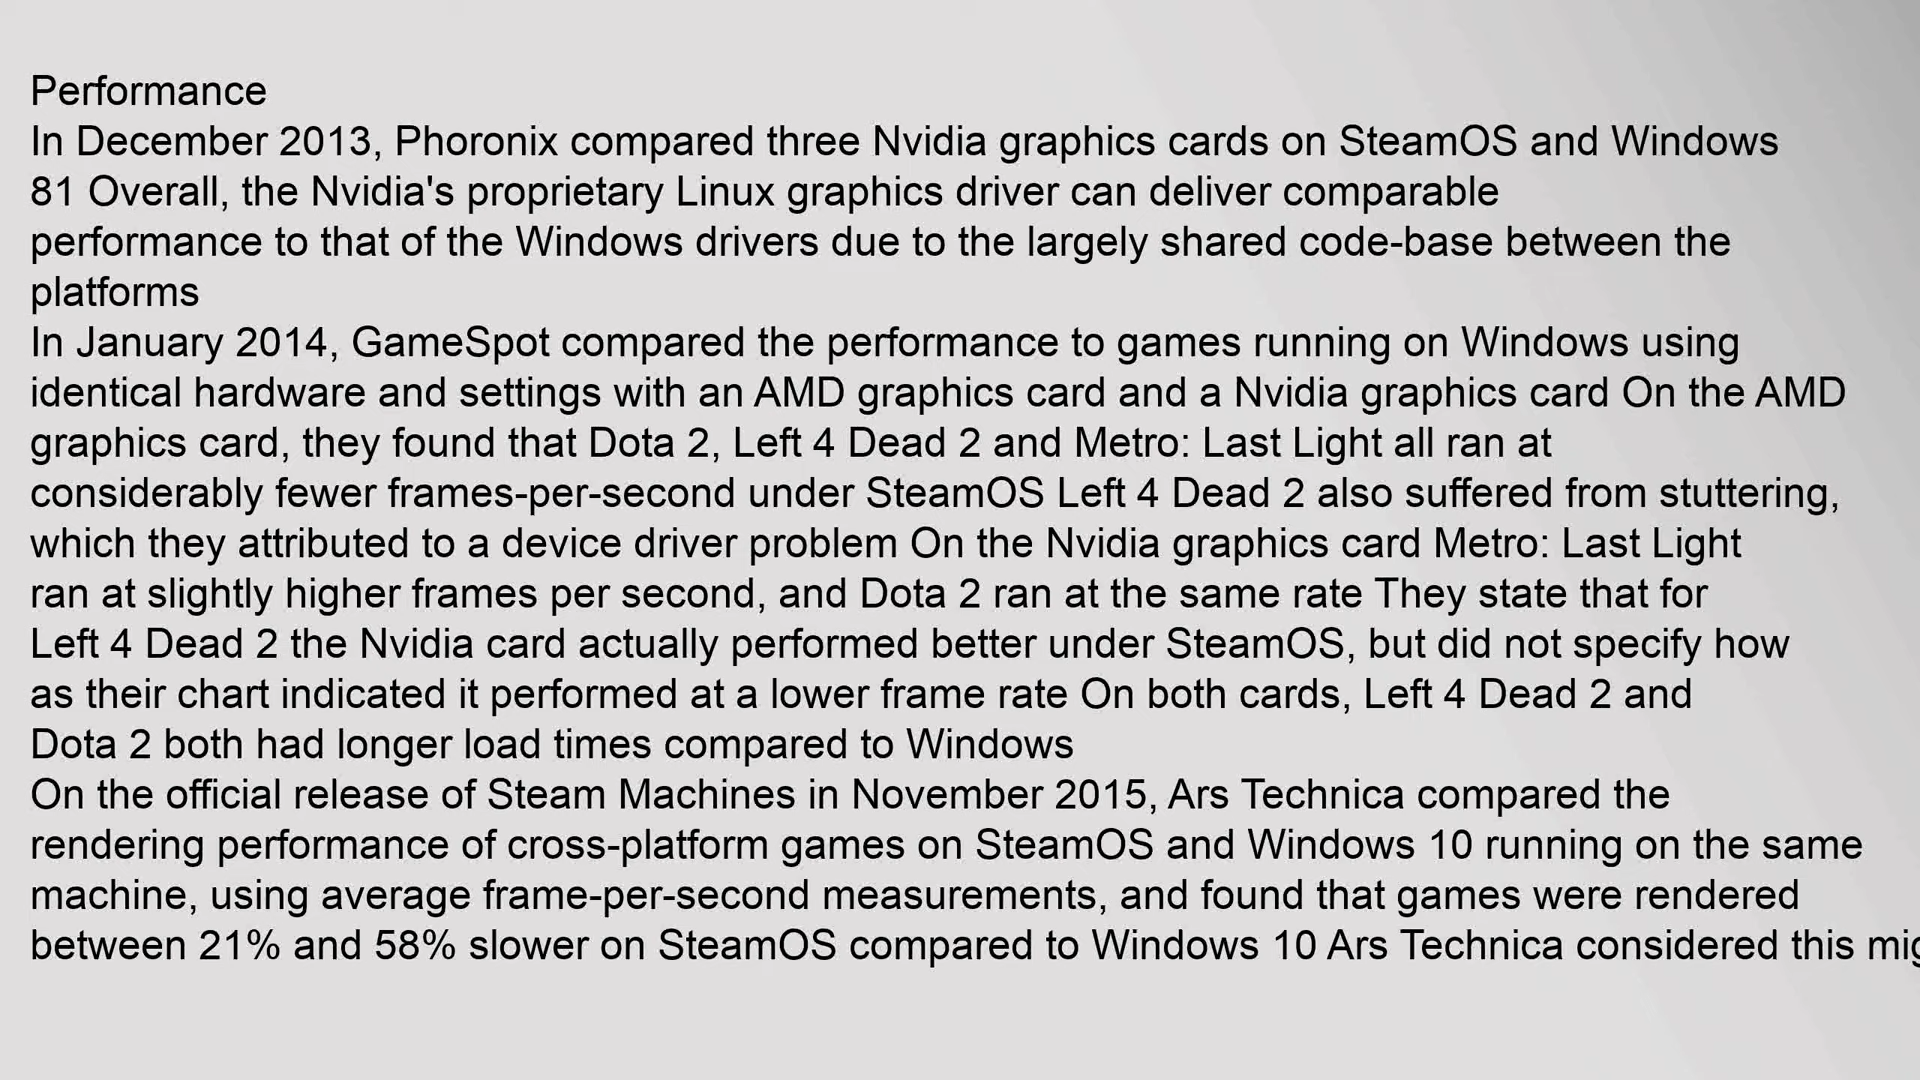 Performance
In December 2013, Phoronix compared three Nvidia graphics cards on SteamOS and Windows
81 Overall, the Nvidia's proprietary Linux graphics driver can deliver comparable
performance to that of the Windows drivers due to the largely shared code-base between the
platforms
In January 2014, GameSpot compared the performance to games running on Windows using
identical hardware and settings with an AMD graphics card and a Nvidia graphics card On the AMD
graphics card, they found that Dota 2, Left 4 Dead 2 and Metro: Last Light all ran at
considerably fewer frames-per-second under SteamOS Left 4 Dead 2 also suffered from stuttering,
which they attributed to a device driver problem On the Nvidia graphics card Metro: Last Light
ran at slightly higher frames per second, and Dota 2 ran at the same rate They state that for
Left 4 Dead 2 the Nvidia card actually performed better under SteamOS, but did not specify how
as their chart indicated it performed at a lower frame rate On both cards, Left 4 Dead 2 and
Dota 2 both had longer load times compared to Windows
On the official release of Steam Machines in November 2015, Ars Technica compared the
rendering performance of cross-platform games on SteamOS and Windows 10 running on the same
machine, using average frame-per-second measurements, and found that games were rendered
between 21% and 58% slower on SteamOS compared to Windows 10 Ars Technica considered this